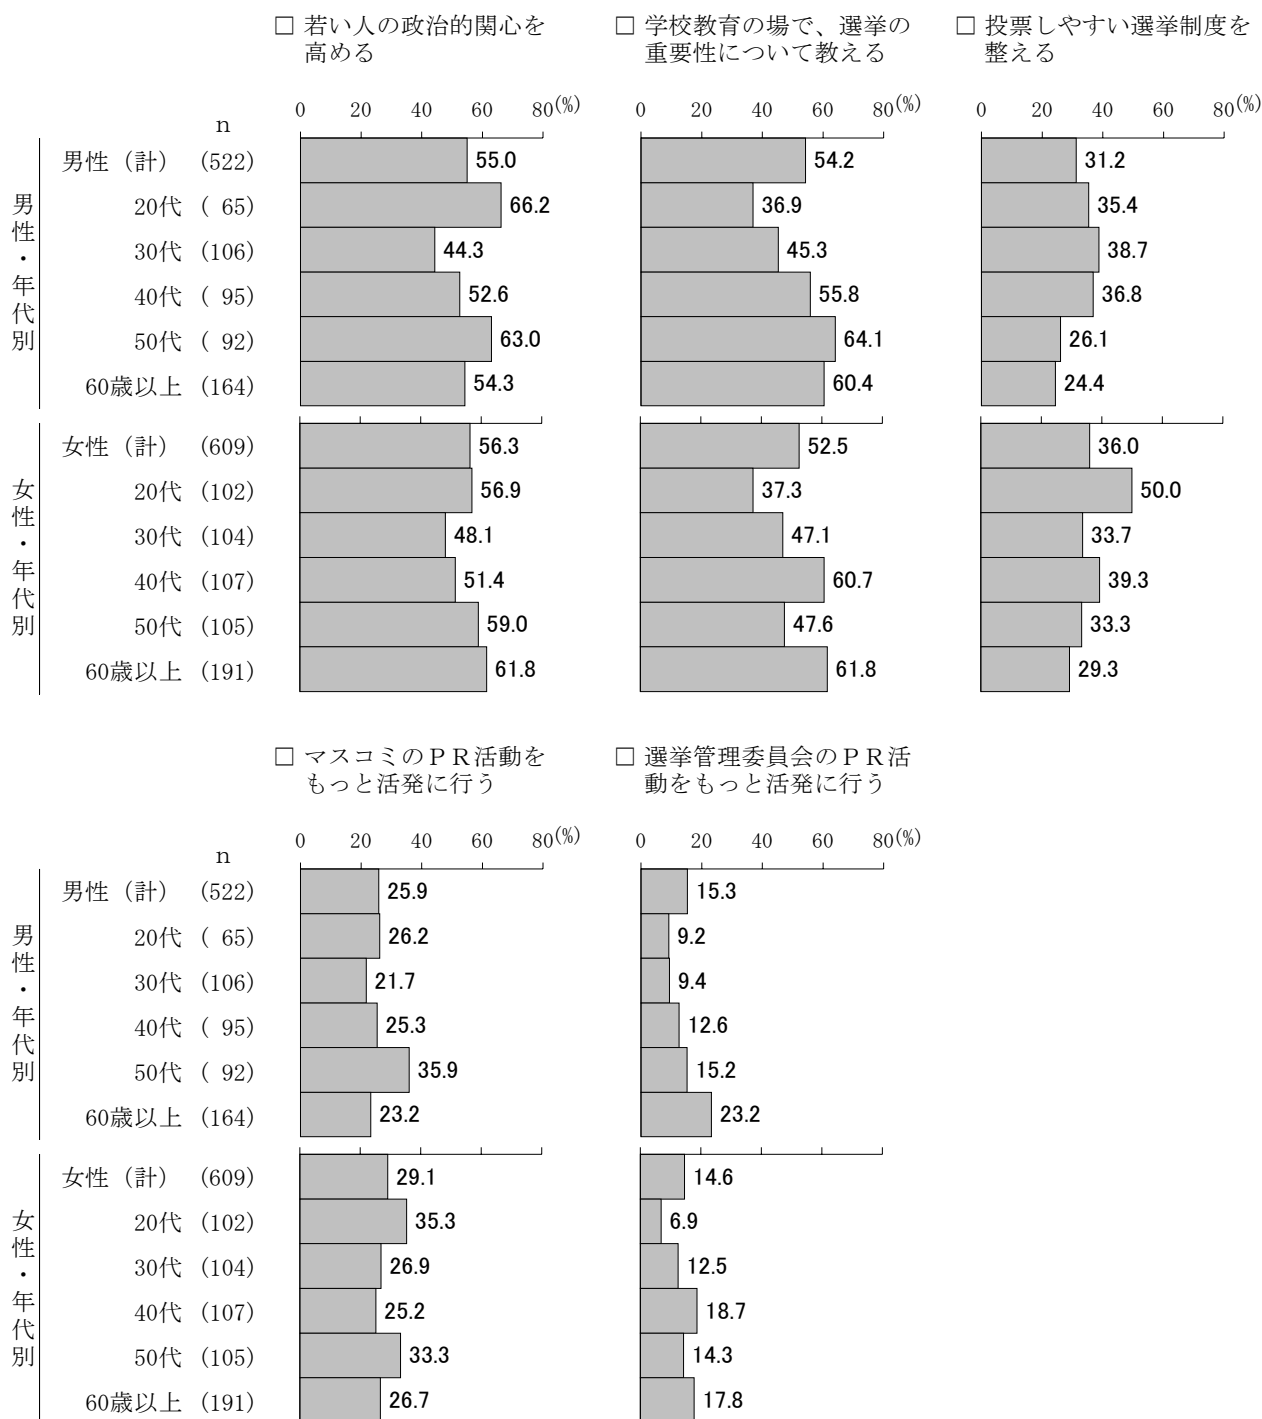 □ 若い人の政治的関心を
高める
□ 学校教育の場で、選挙の
重要性について教える
□ 投票しやすい選挙制度を
整える
0 20 40 60 80(%)
0 20 40 60 80(%)
0 20 40 60 80(%)
n
男性・年代別
男性（計） (522) 55.0 54.2 31.2
20代 ( 65) 66.2 36.9 35.4
30代 (106) 44.3 45.3 38.7
40代 ( 95) 52.6 55.8 36.8
50代 ( 92) 63.0 64.1 26.1
60歳以上 (164) 54.3 60.4 24.4
女性・年代別
女性（計） (609) 56.3 52.5 36.0
20代 (102) 56.9 37.3 50.0
30代 (104) 48.1 47.1 33.7
40代 (107) 51.4 60.7 39.3
50代 (105) 59.0 47.6 33.3
60歳以上 (191) 61.8 61.8 29.3
□ マスコミのＰＲ活動を
もっと活発に行う
□ 選挙管理委員会のＰＲ活
動をもっと活発に行う
0 20 40 60 80(%)
0 20 40 60 80(%)
n
男性・年代別
男性（計） (522) 25.9 15.3
20代 ( 65) 26.2 9.2
30代 (106) 21.7 9.4
40代 ( 95) 25.3 12.6
50代 ( 92) 35.9 15.2
60歳以上 (164) 23.2 23.2
女性・年代別
女性（計） (609) 29.1 14.6
20代 (102) 35.3 6.9
30代 (104) 26.9 12.5
40代 (107) 25.2 18.7
50代 (105) 33.3 14.3
60歳以上 (191) 26.7 17.8